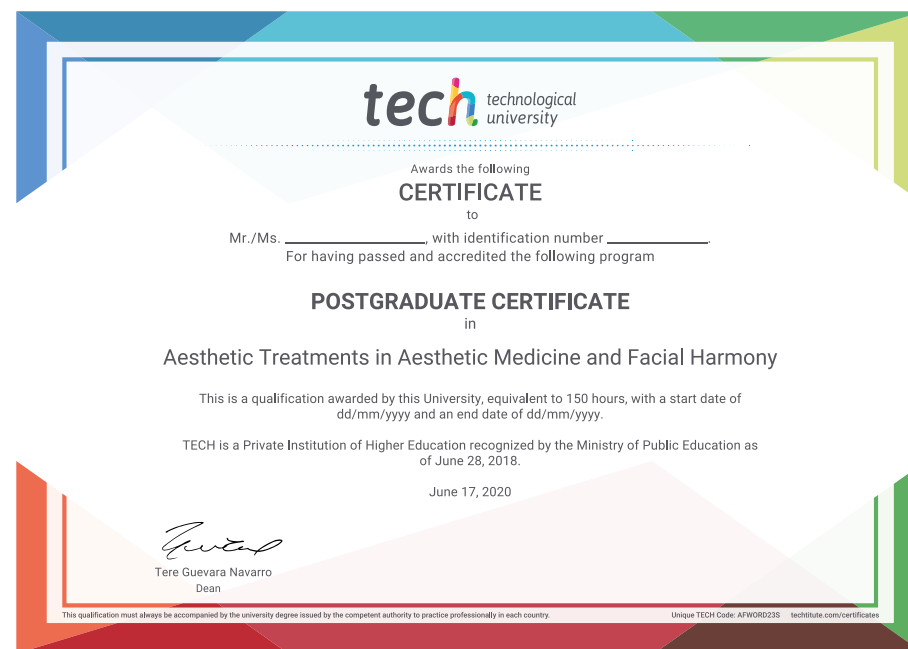 tech technological
university
Awards the following
CERTIFICATE
to
Mr./Ms. ____________, with identification number ____________.
For having passed and accredited the following program
POSTGRADUATE CERTIFICATE
in
Aesthetic Treatments in Aesthetic Medicine and Facial Harmony
This is a qualification awarded by this University, equivalent to 150 hours, with a start date of
dd/mm/yyyy and an end date of dd/mm/yyyy.
TECH is a Private Institution of Higher Education recognized by the Ministry of Public Education as
of June 28, 2018.
June 17, 2020
Tere Guevara Navarro
Dean
This qualification must always be accompanied by the university degree issued by the competent authority to practice professionally in each country. Unique TECH Code: AFWORD23S techtitute.com/certificates